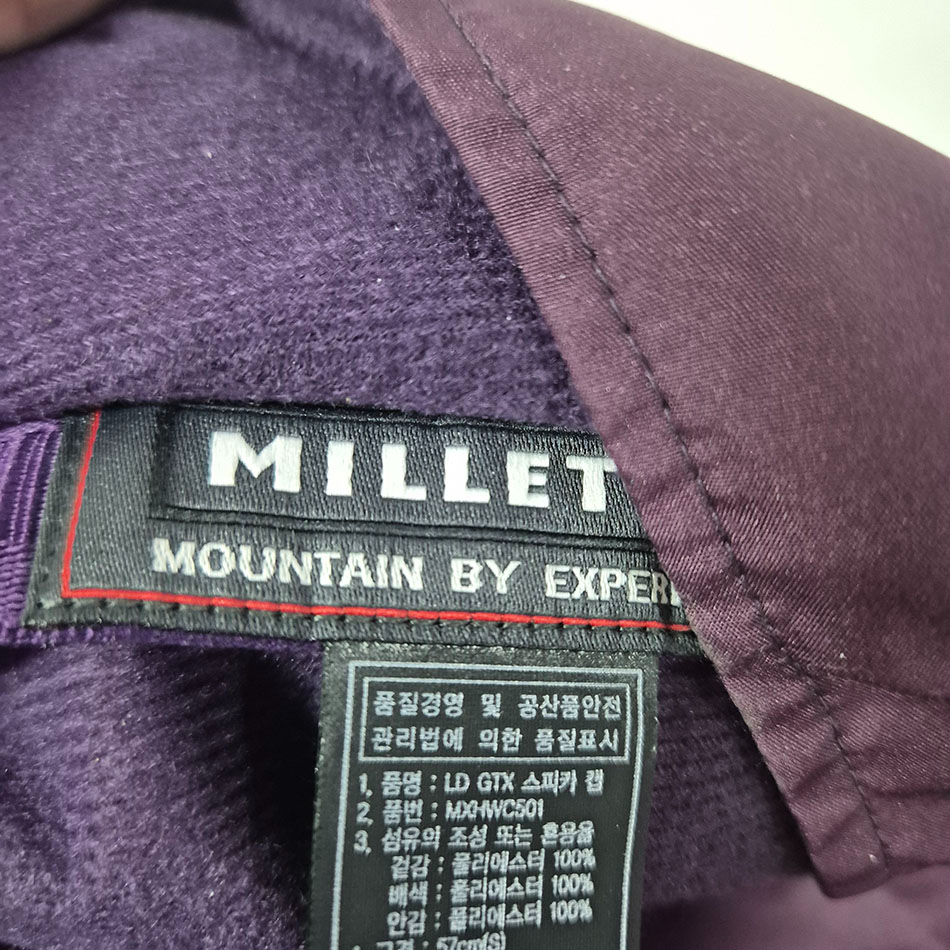 MILLET
MOUNTAIN BY EXPER
품질경영 및 공산품안전
관리법에 의한 품질표시
1. 품명 : LD GTX 스피카 캡
2. 품번 : MXHWC501
3. 섬유의 조성 또는 혼용율
겉감 : 폴리에스터 100%
배색 : 폴리에스터 100%
안감 : 폴리에스터 100%
57cm(S)